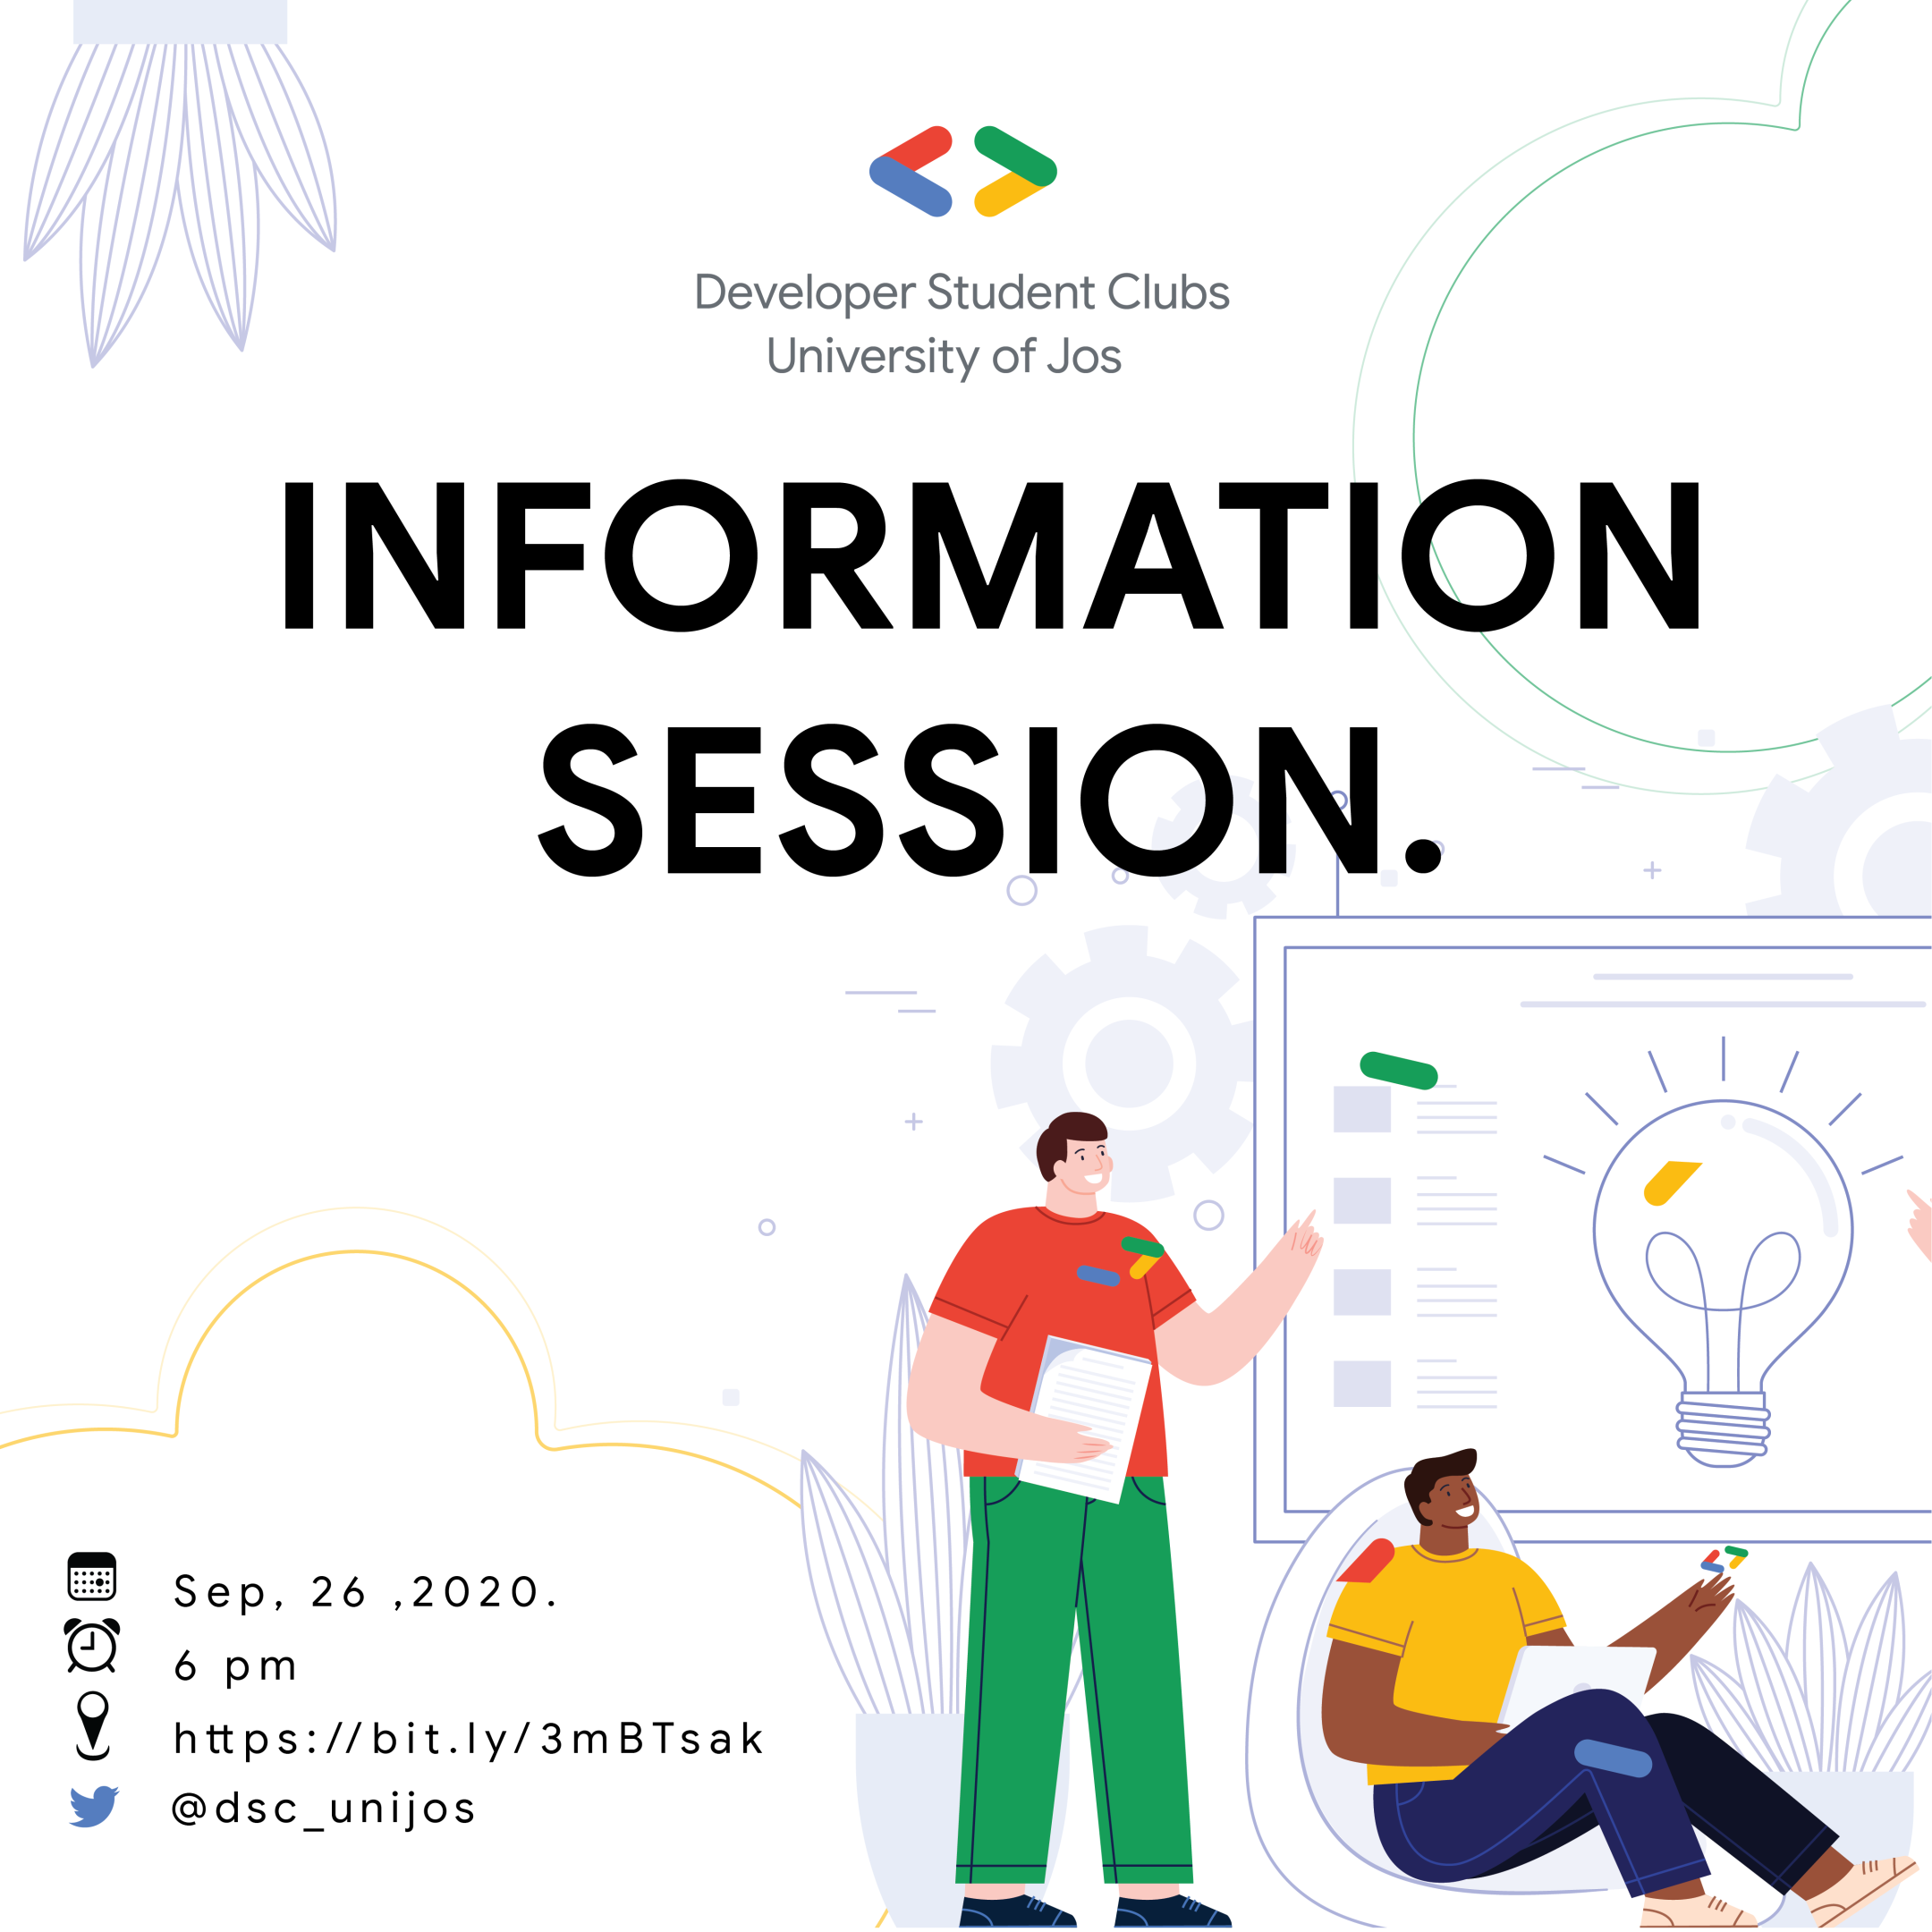 Developer Student Clubs
University of Jos
INFORMATION
SESSION.
Sep, 26 ,2020.
6 pm
https://bit.ly/3mBTsak
@dsc_unijos